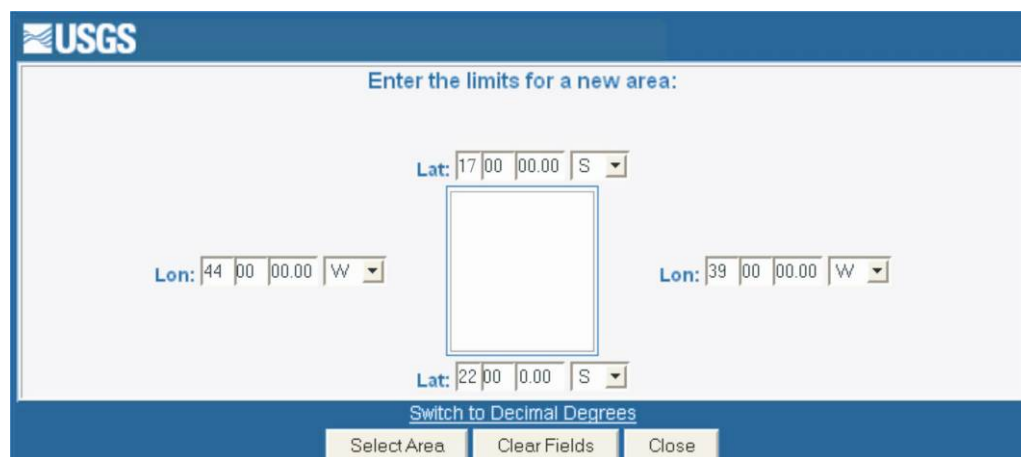 USGS
Enter the limits for a new area:
Lat: 17 00 00.00 S
Lon: 44 00 00.00 W Lon: 39 00 00.00 W
Lat: 22 00 0.00 S
Switch to Decimal Degrees
Select Area Clear Fields Close